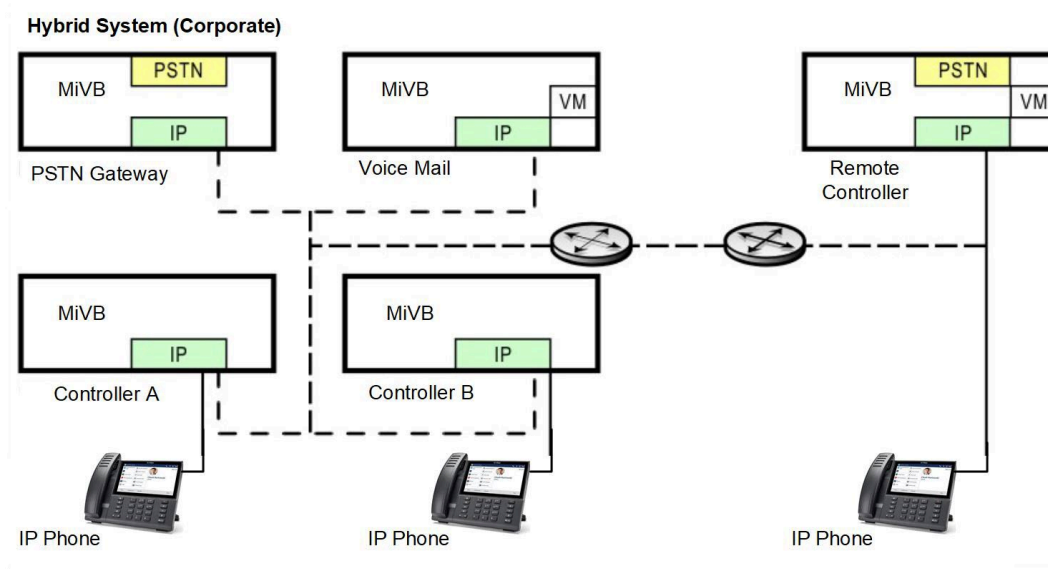 Hybrid System (Corporate)
PSTN
MiVB
IP
PSTN Gateway
MiVB
VM
IP
Voice Mail
PSTN
MiVB
VM
IP
Remote
Controller
MiVB
IP
Controller A
MiVB
IP
Controller B
IP Phone
IP Phone
IP Phone